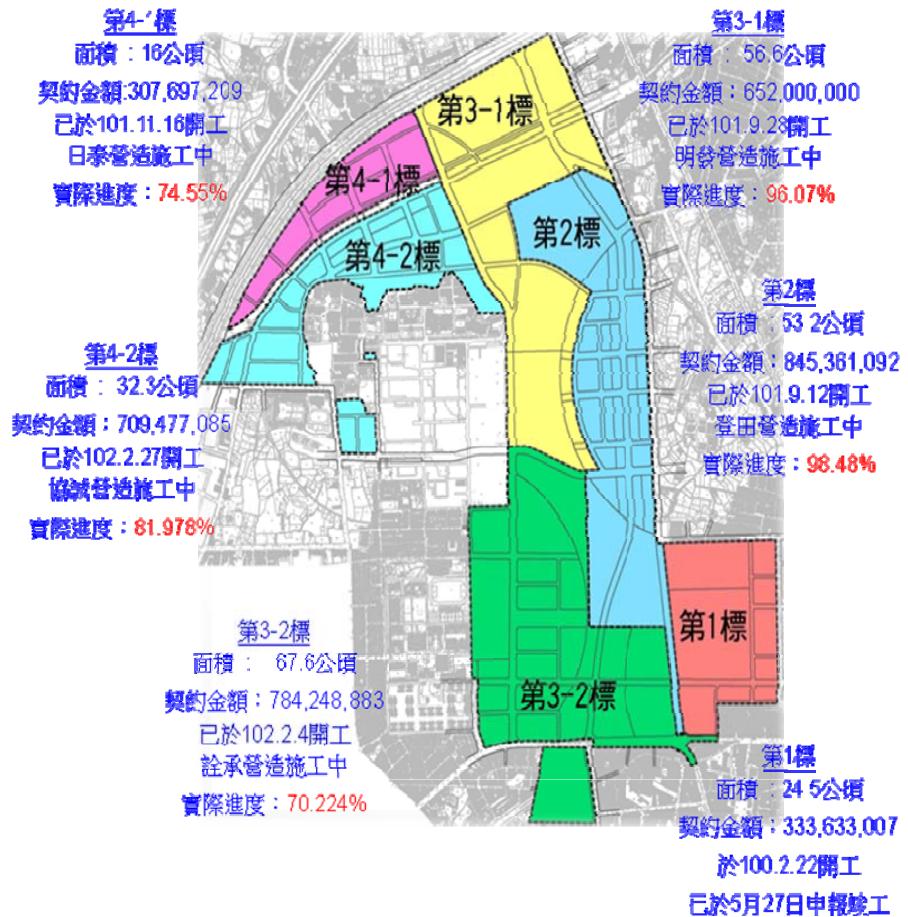 第4-1標
面積：16公頃
契約金額:307,697,209
已於101.11.16開工
日泰營造施工中
實際進度：74.55%
第3-1標
面積：56.6公頃
契約金額：652,000,000
已於101.9.28開工
明發營造施工中
實際進度：96.07%
第3-1標
第4-1標
第2標
第4-2標
第2標
面積：53.2公頃
契約金額：845,361,092
已於101.9.12開工
登田營造施工中
實際進度：98.48%
第4-2標
面積：32.3公頃
契約金額：709,477,085
已於102.2.27開工
協誠營造施工中
實際進度：81.978%
第1標
第3-2標
第3-2標
面積： 67.6公頃
契約金額：784,248,883
已於102.2.4開工
詮承營造施工中
實際進度：70.224%
第1標
面積：24.5公頃
契約金額：333,633,007
於100.2.22開工
已於5月27日申報竣工